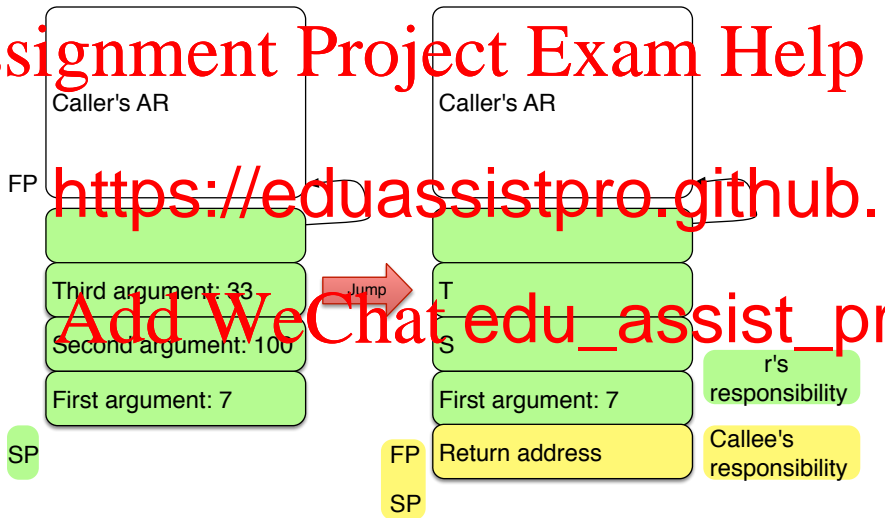 ssignment Project Exam Help
Caller's AR
Caller's AR
FP
https://eduassistpro.github.
Third argument: 33
Jump
T
Add WeChat edu_assist_pr
Second argument: 100
S
r's
responsibility
First argument: 7
First argument: 7
SP
FP
Return address
Callee's
responsibility
SP